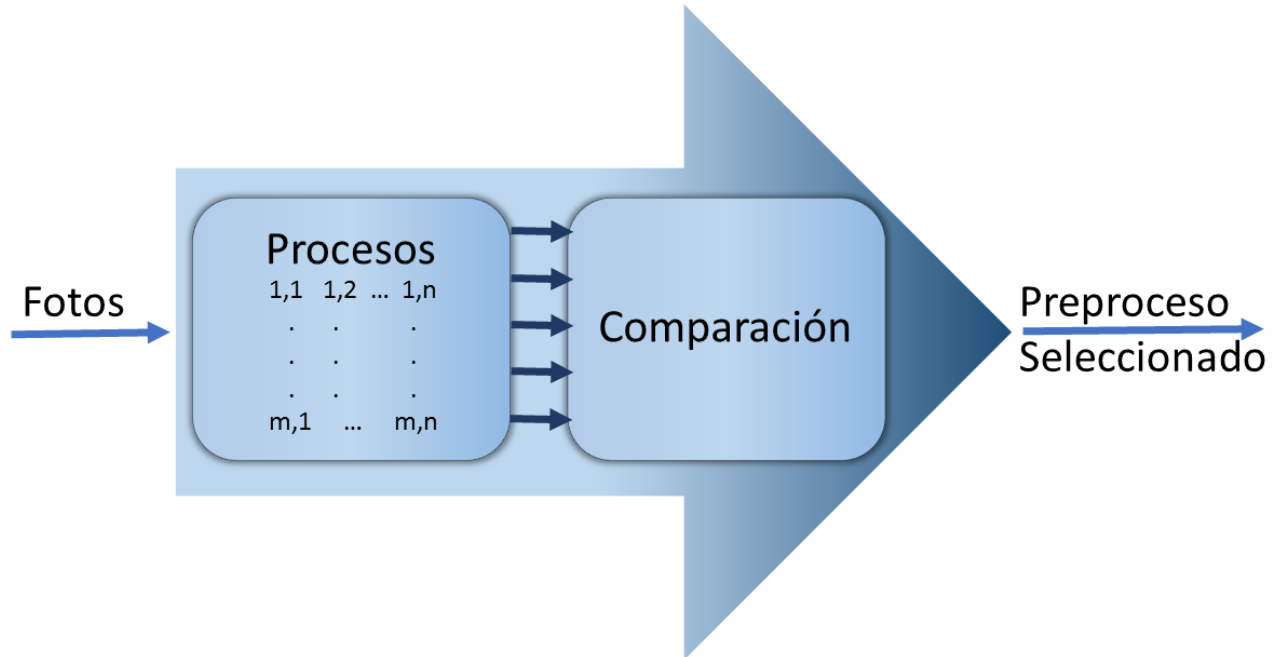 Fotos
Procesos
1,1 1,2 ... 1,n
. . .
. . .
. . .
m,1 ... m,n
Comparación
Preproceso
Seleccionado